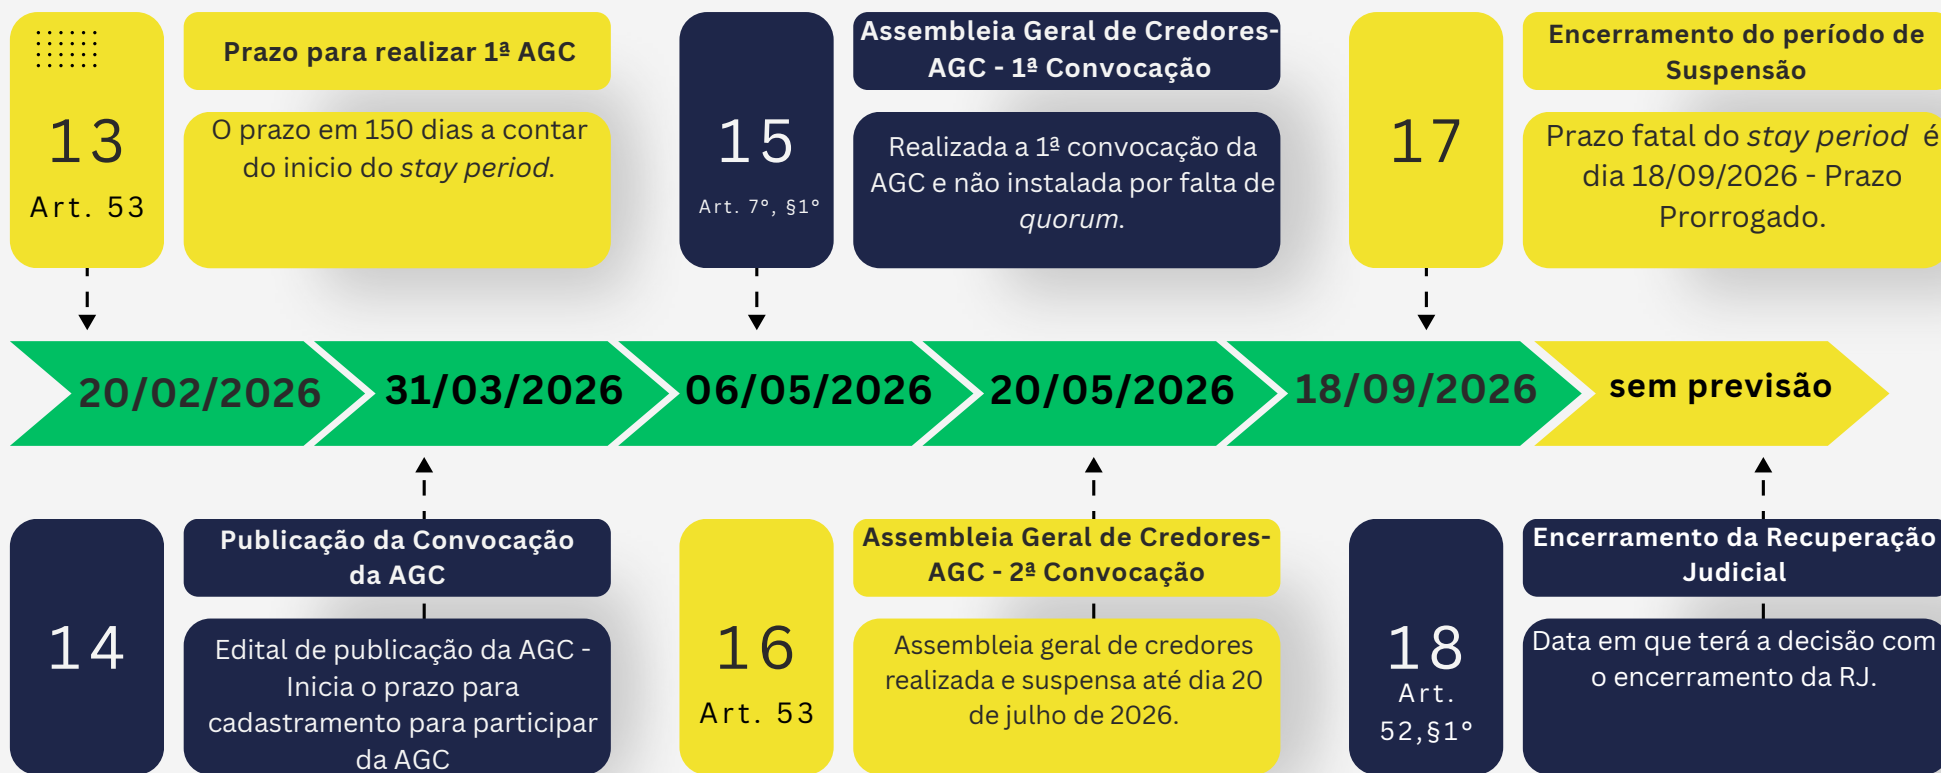 13
Art. 53
Prazo para realizar 1ª AGC
O prazo em 150 dias a contar
do inicio do stay period.
15
Art. 7º, §1º
Assembleia Geral de Credores-
AGC - 1ª Convocação
Realizada a 1ª convocação da
AGC e não instalada por falta de
quorum.
17
Encerramento do período de
Suspensão
Prazo fatal do stay period é
dia 18/09/2026 - Prazo
Prorrogado.
20/02/2026
31/03/2026
06/05/2026
20/05/2026
18/09/2026
sem previsão
14
Publicação da Convocação
da AGC
Edital de publicação da AGC -
Inicia o prazo para
cadastramento para participar
da AGC
16
Art. 53
Assembleia Geral de Credores-
AGC - 2ª Convocação
Assembleia geral de credores
realizada e suspensa até dia 20
de julho de 2026.
18
Art.
52,§1º
Encerramento da Recuperação
Judicial
Data em que terá a decisão com
o encerramento da RJ.